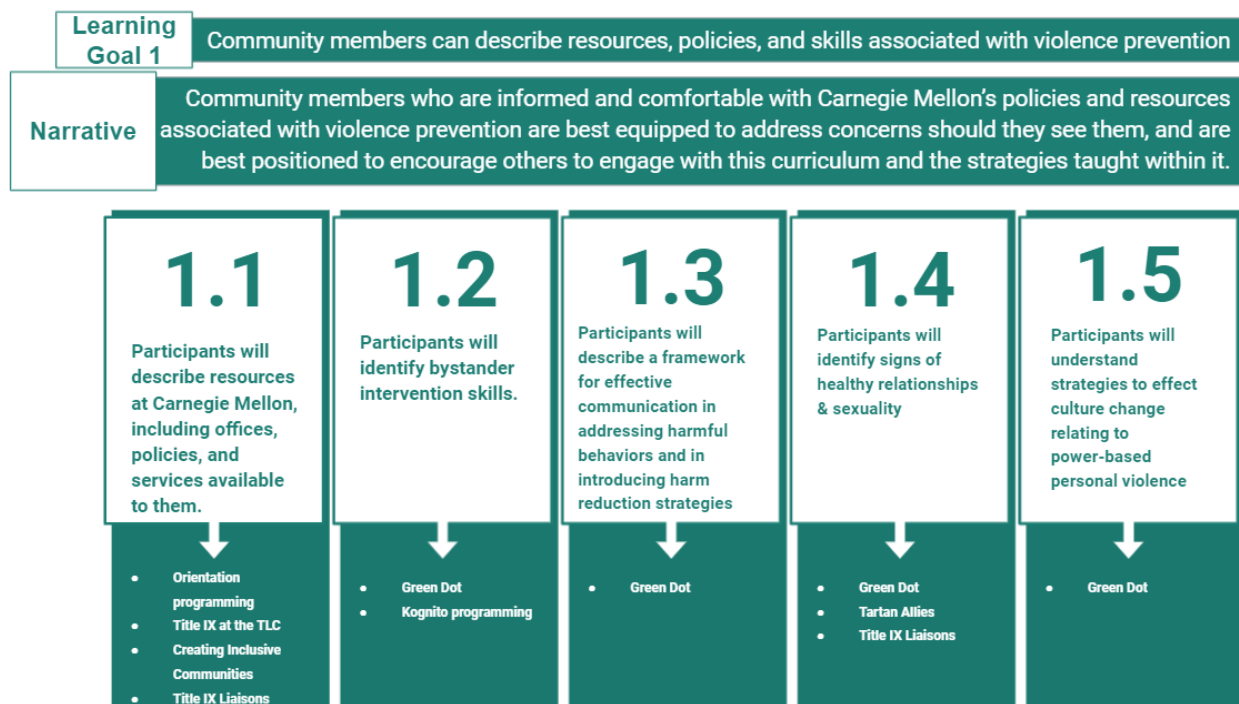 Learning
Goal 1
Community members can describe resources, policies, and skills associated with violence prevention
Narrative
Community members who are informed and comfortable with Carnegie Mellon's policies and resources
associated with violence prevention are best equipped to address concerns should they see them, and are
best positioned to encourage others to engage with this curriculum and the strategies taught within it.
1.1
Participants will
describe resources
at Carnegie Mellon,
including offices,
policies, and
services available
to them.
• Orientation
programming
• Title IX at the TLC
• Creating Inclusive
Communities
• Title IX Liaisons
1.2
Participants will
identify bystander
intervention skills.
• Green Dot
• Kognito programming
1.3
Participants will
describe a framework
for effective
communication in
addressing harmful
behaviors and in
introducing harm
reduction strategies
• Green Dot
1.4
Participants will
identify signs of
healthy relationships
& sexuality
• Green Dot
• Tartan Allies
• Title IX Liaisons
1.5
Participants will
understand
strategies to effect
culture change
relating to
power-based
personal violence
• Green Dot